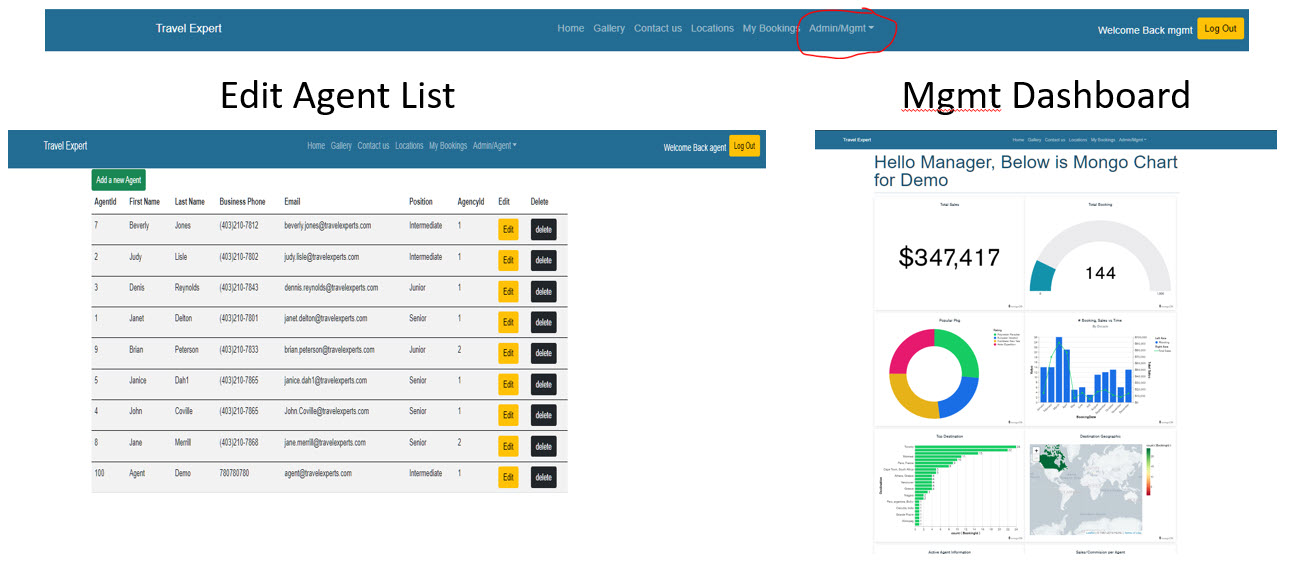 Travel Expert Home Gallery Contact us Locations My Bookings Admin/Mgmt Welcome Back mgmt Log Out
Edit Agent List
Travel Expert Home Gallery Contact us Locations My Bookings Admin/Agent Welcome Back agent Log Out
Add a new Agent
AgentId First Name Last Name Business Phone Email Position AgencyId Edit Delete
7 Beverly Jones (403)210-7812 beverly.jones@travelexperts.com Intermediate 1 Edit delete
2 Judy Lisle (403)210-7802 judy.lisle@travelexperts.com Intermediate 1 Edit delete
3 Denis Reynolds (403)210-7843 dennis.reynolds@travelexperts.com Junior 1 Edit delete
1 Janet Delton (403)210-7801 janet.delton@travelexperts.com Senior 1 Edit delete
9 Brian Peterson (403)210-7833 brian.peterson@travelexperts.com Junior 2 Edit delete
5 Janice Dah1 (403)210-7865 janice.dah1@travelexperts.com Senior 1 Edit delete
4 John Coville (403)210-7865 John.Coville@travelexperts.com Senior 1 Edit delete
8 Jane Merrill (403)210-7868 jane.merrill@travelexperts.com Senior 2 Edit delete
100 Agent Demo 780780780 agent@travelexperts.com Intermediate 1 Edit delete
Mgmt Dashboard
Travel Expert Home Gallery Contact us Locations My Bookings Admin/Mgmt
Hello Manager, Below is Mongo Chart
for Demo
Total Sales
$347,417
Total Booking
144
Popular Pkg
# Booking, Sales vs Time
BookingDate
Top Destination
Destination
count ( BookingId )
Destination Geographic
Active Agent Information
Sales/Commission per Agent